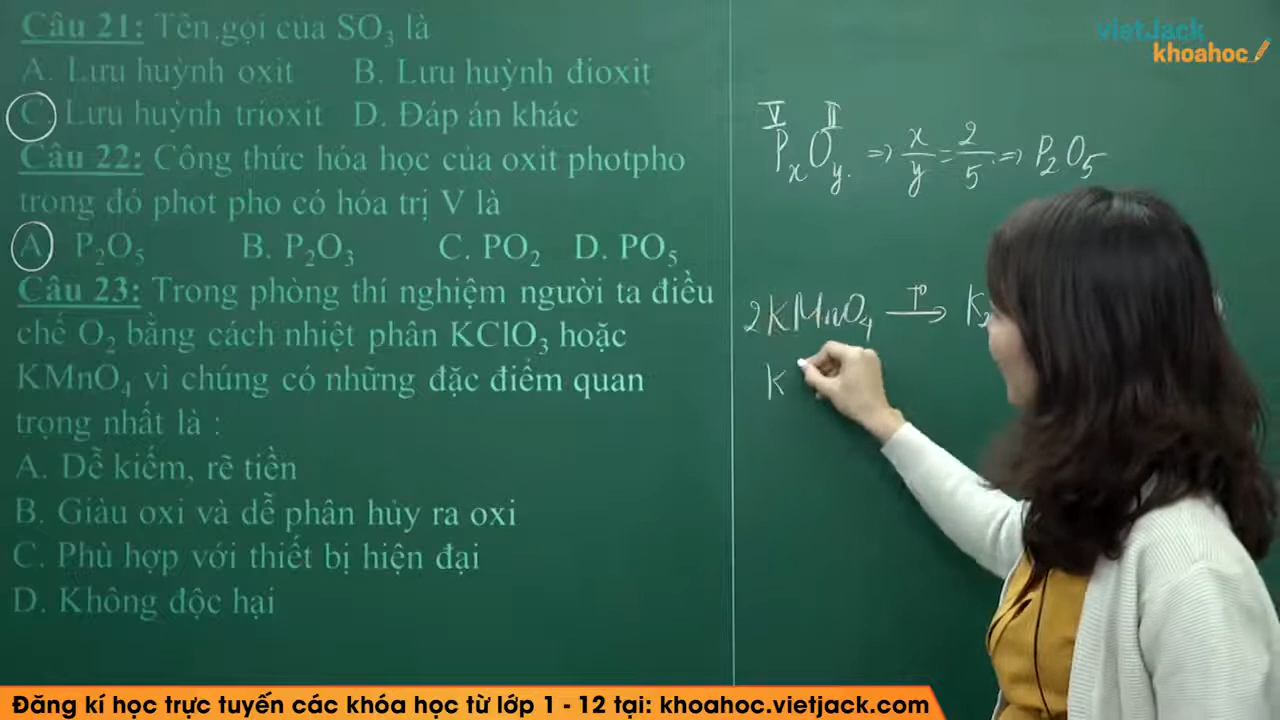 Câu 21: Tên gọi của SO₃ là
A. Lưu huỳnh oxit B. Lưu huỳnh đioxit
C. Lưu huỳnh trioxit D. Đáp án khác
Câu 22: Công thức hóa học của oxit photpho
trong đó phot pho có hóa trị V là
A P₂O₅ B. P₂O₃ C. PO₂ D. PO₅
Câu 23: Trong phòng thí nghiệm người ta điều
chế O₂ bằng cách nhiệt phân KClO₃ hoặc
KMnO₄ vì chúng có những đặc điểm quan
trọng nhất là :
A. Dễ kiếm, rẽ tiền
B. Giàu oxi và dễ phân hủy ra oxi
C. Phù hợp với thiết bị hiện đại
D. Không độc hại
vietJack
khoahoc
V II
PₓOᵧ. => x/y = 2/5 . => P₂O₅
2KMnO₄ t⁰→ K₂
K
Đăng kí học trực tuyến các khóa học từ lớp 1 - 12 tại: khoahoc.vietjack.com